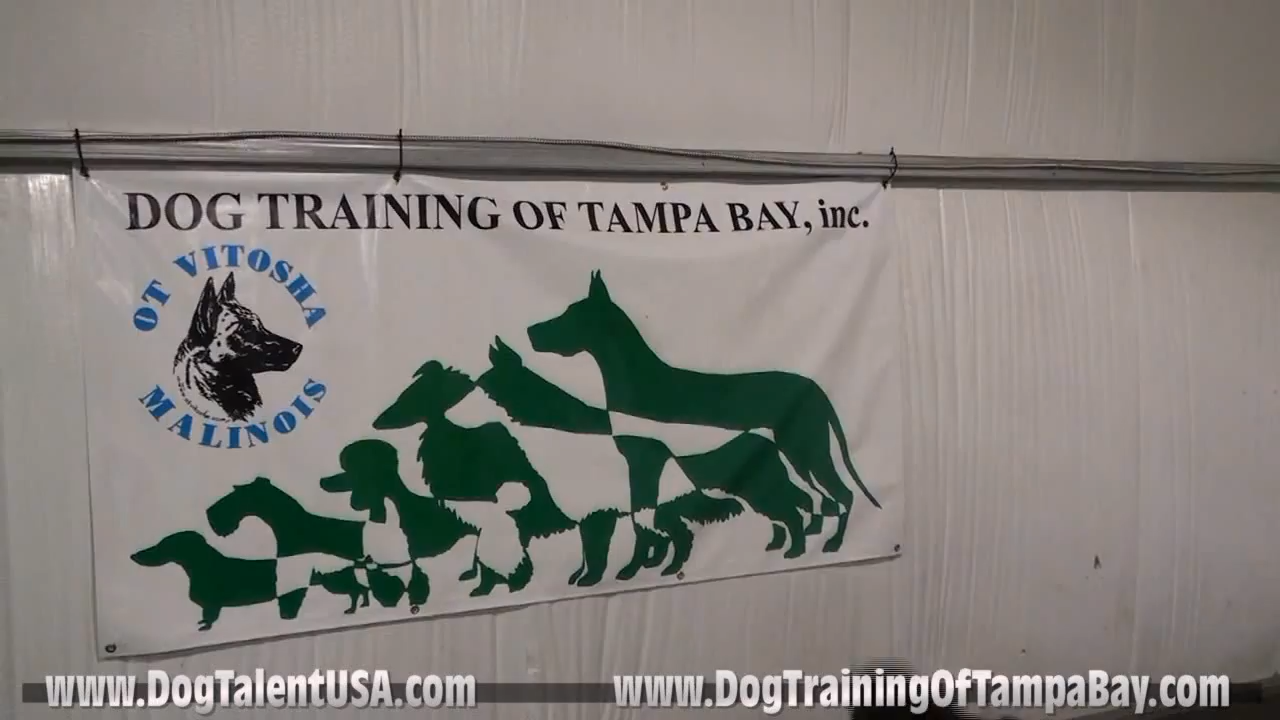 DOG TRAINING OF TAMPA BAY, inc.
OT VITOSHA
MALINOIS
www.DogTalentUSA.com
www.DogTrainingOfTampaBay.com